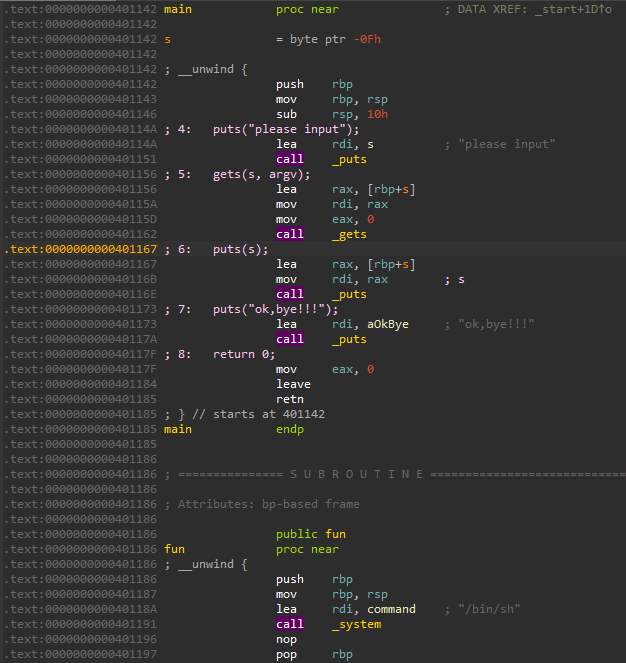 .text:0000000000401142 main proc near ; DATA XREF: _start+1D↑o
.text:0000000000401142
.text:0000000000401142 s = byte ptr -0Fh
.text:0000000000401142
.text:0000000000401142 ; __unwind {
.text:0000000000401142 push rbp
.text:0000000000401143 mov rbp, rsp
.text:0000000000401146 sub rsp, 10h
.text:000000000040114A ; 4: puts("please input");
.text:000000000040114A lea rdi, s ; "please input"
.text:0000000000401151 call _puts
.text:0000000000401156 ; 5: gets(s, argv);
.text:0000000000401156 lea rax, [rbp+s]
.text:000000000040115A mov rdi, rax
.text:000000000040115D mov eax, 0
.text:0000000000401162 call _gets
.text:0000000000401167 ; 6: puts(s);
.text:0000000000401167 lea rax, [rbp+s]
.text:000000000040116B mov rdi, rax ; s
.text:000000000040116E call _puts
.text:0000000000401173 ; 7: puts("ok,bye!!!");
.text:0000000000401173 lea rdi, aOkBye ; "ok,bye!!!"
.text:000000000040117A call _puts
.text:000000000040117F ; 8: return 0;
.text:000000000040117F mov eax, 0
.text:0000000000401184 leave
.text:0000000000401185 retn
.text:0000000000401185 ; } // starts at 401142
.text:0000000000401185 main endp
.text:0000000000401185
.text:0000000000401186
.text:0000000000401186 ; =============== S U B R O U T I N E ============================
.text:0000000000401186
.text:0000000000401186 ; Attributes: bp-based frame
.text:0000000000401186
.text:0000000000401186 public fun
.text:0000000000401186 fun proc near
.text:0000000000401186 ; __unwind {
.text:0000000000401186 push rbp
.text:0000000000401187 mov rbp, rsp
.text:000000000040118A lea rdi, command ; "/bin/sh"
.text:0000000000401191 call _system
.text:0000000000401196 nop
.text:0000000000401197 pop rbp